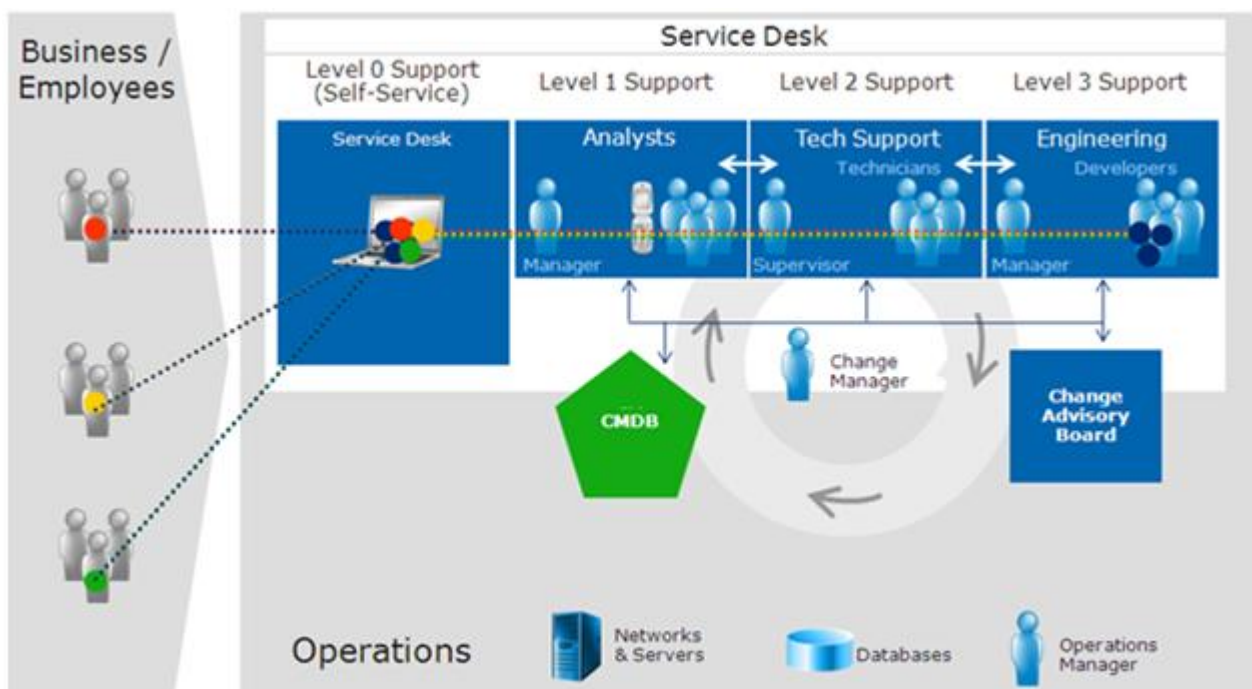 Business /
Employees
Service Desk
Level 0 Support
(Self-Service)
Level 1 Support
Level 2 Support
Level 3 Support
Service Desk
Analysts
Tech Support
Engineering
Technicians
Developers
Manager
Supervisor
Manager
Change
Manager
CMDB
Change
Advisory
Board
Operations
Networks
& Servers
Databases
Operations
Manager